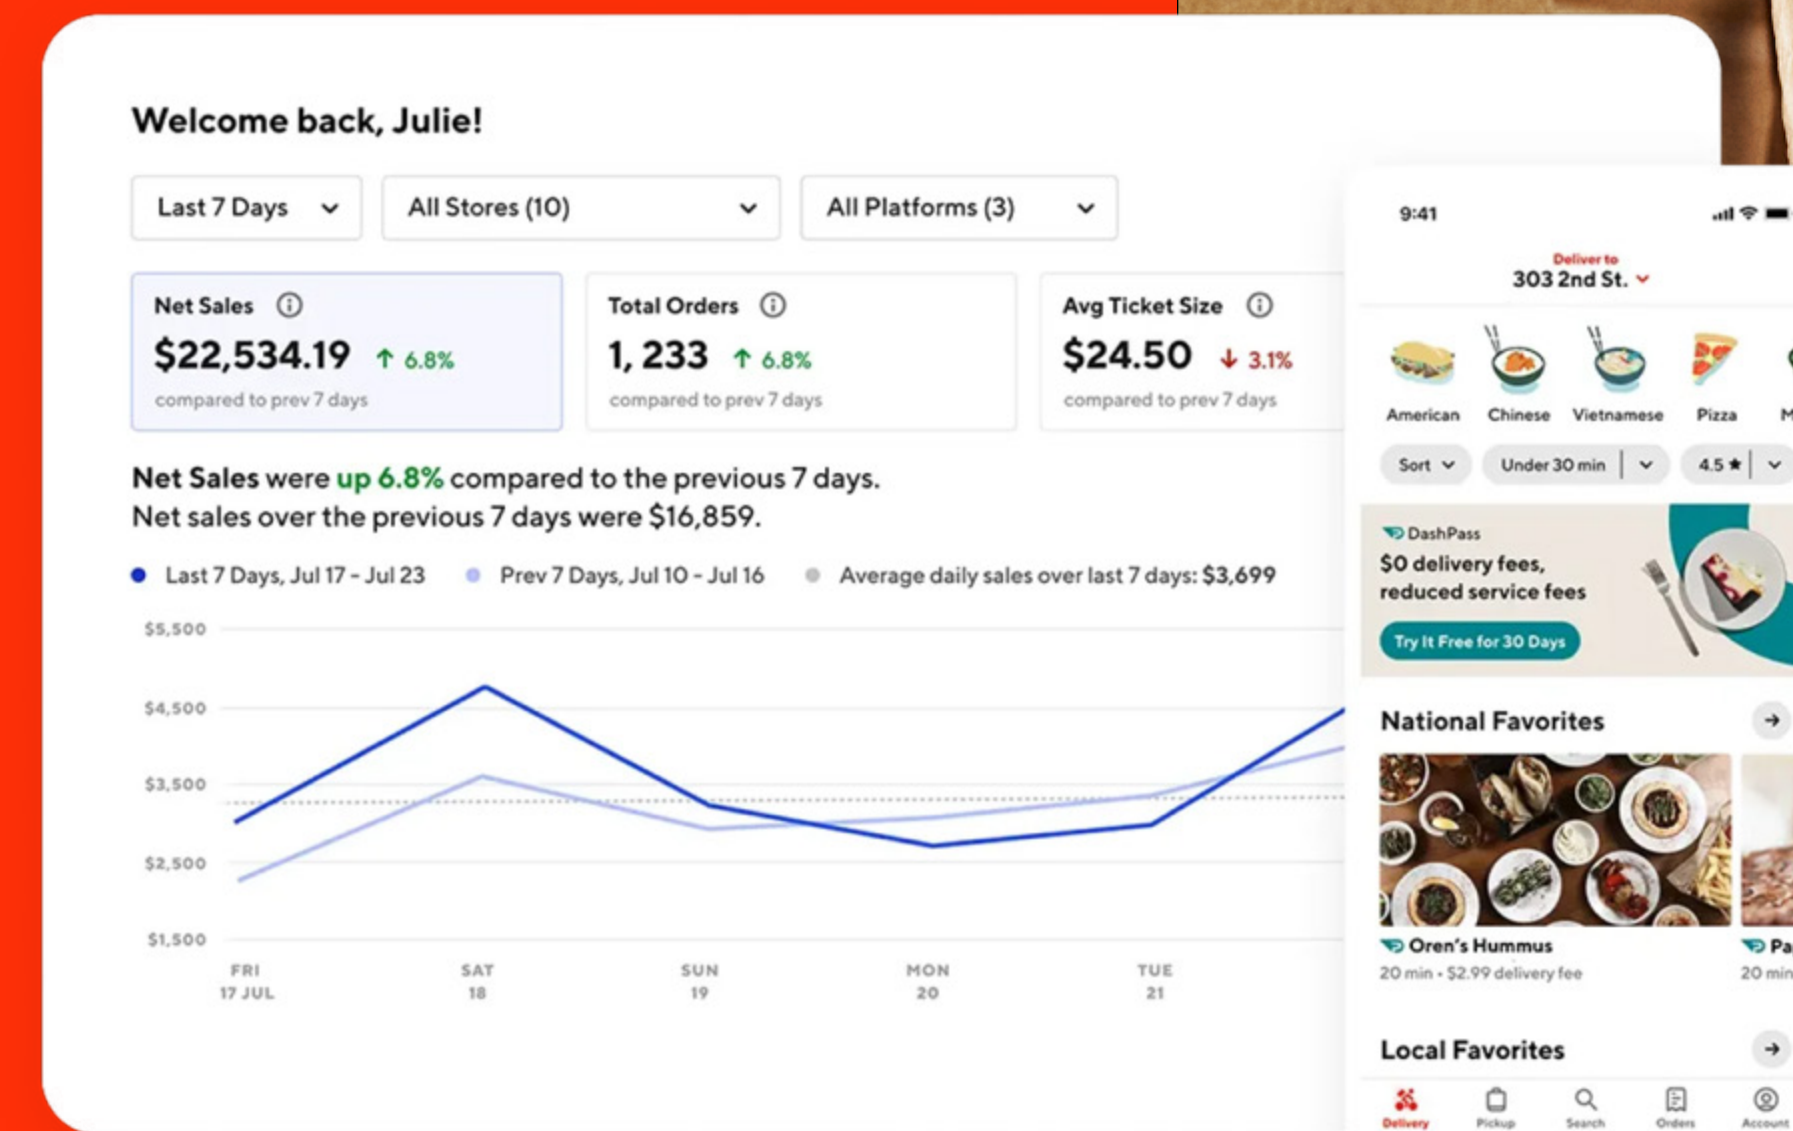 Welcome back, Julie!
Last 7 Days
All Stores (10)
All Platforms (3)
Net Sales
$22,534.19 ↑ 6.8%
compared to prev 7 days
Total Orders
1, 233 ↑ 6.8%
compared to prev 7 days
Avg Ticket Size
$24.50 ↓ 3.1%
compared to prev 7 days
Net Sales were up 6.8% compared to the previous 7 days.
Net sales over the previous 7 days were $16,859.
Last 7 Days, Jul 17 - Jul 23
Prev 7 Days, Jul 10 - Jul 16
Average daily sales over last 7 days: $3,699
$5,500
$4,500
$3,500
$2,500
$1,500
FRI
17 JUL
SAT
18
SUN
19
MON
20
TUE
21
9:41
Deliver to
303 2nd St.
American
Chinese
Vietnamese
Pizza
M
Sort
Under 30 min
4.5 ★
DashPass
$0 delivery fees,
reduced service fees
Try It Free for 30 Days
National Favorites
Oren's Hummus
20 min • $2.99 delivery fee
Pa
20 min
Local Favorites
Delivery
Pickup
Search
Orders
Account